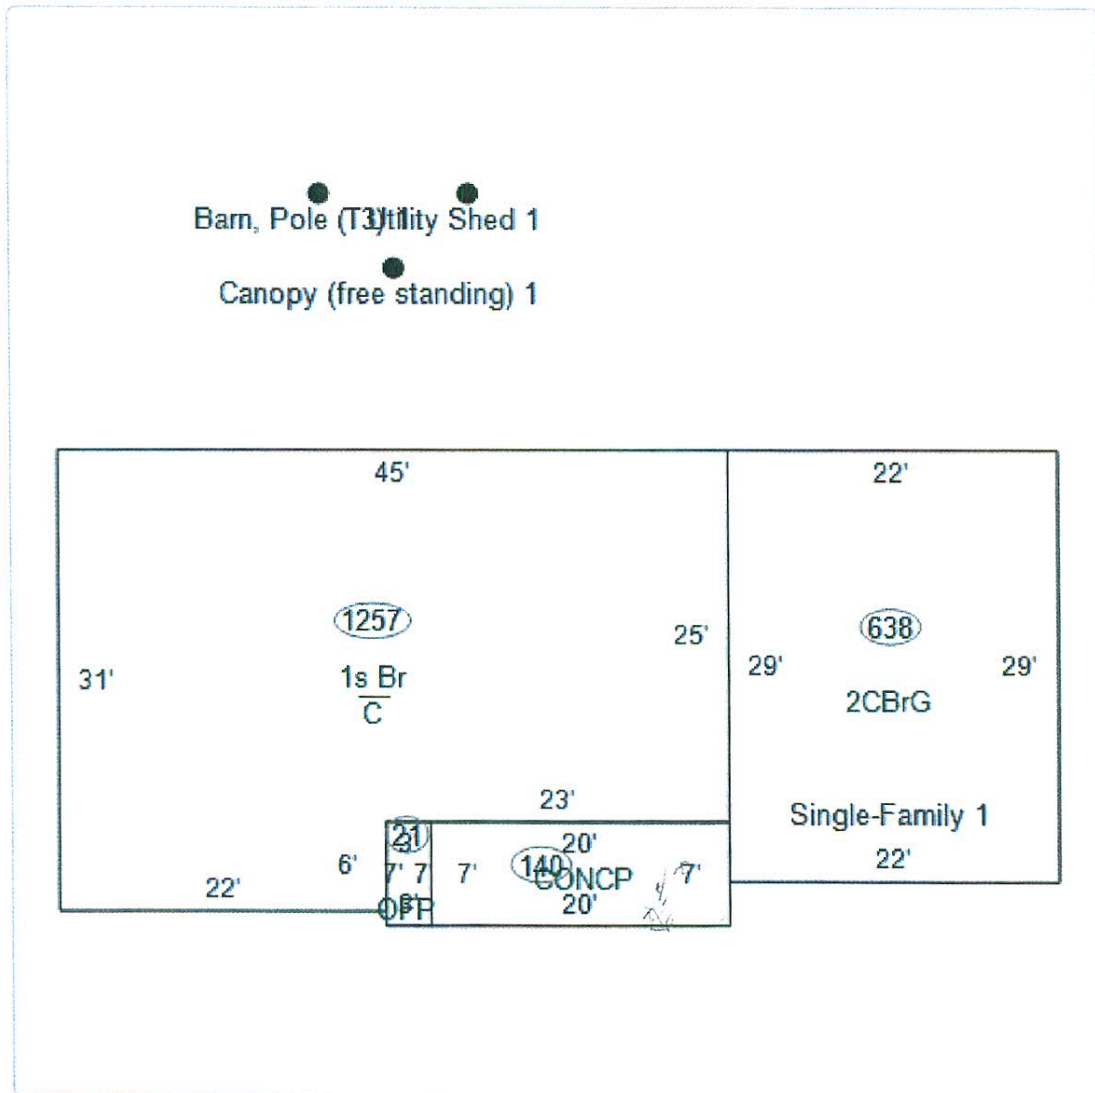 Barn, Pole (T3) 1
Utility Shed 1
Canopy (free standing) 1
45'
22'
1257
638
25'
31'
29'
29'
1s Br
C
2CBrG
23'
Single-Family 1
21
3'
20'
6'
140
22'
7'
7'
7'
CONCP
7'
22'
OFP
3'
20'